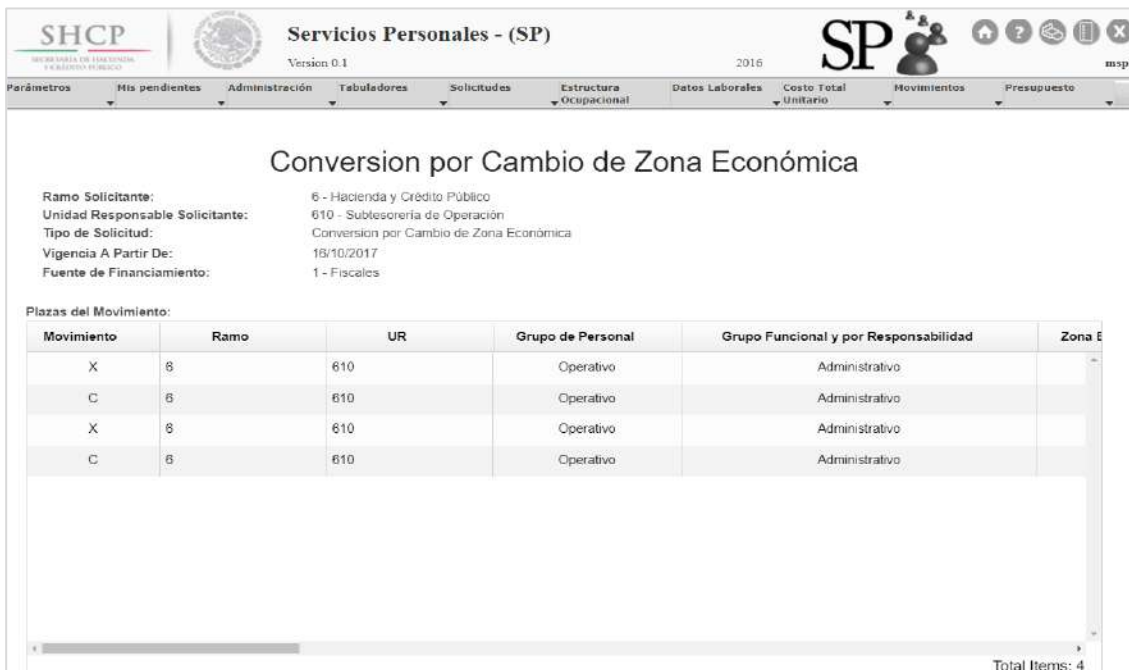 SHCP
SECRETARÍA DE HACIENDA
Y CRÉDITO PÚBLICO
Servicios Personales - (SP)
Version 0.1
2016
SP
msp
Parámetros Mis pendientes Administración Tabuladores Solicitudes Estructura Ocupacional Datos Laborales Costo Total Unitario Movimientos Presupuesto
Conversion por Cambio de Zona Económica
Ramo Solicitante: 6 - Hacienda y Crédito Público
Unidad Responsable Solicitante: 610 - Subtesorería de Operación
Tipo de Solicitud: Conversion por Cambio de Zona Económica
Vigencia A Partir De: 16/10/2017
Fuente de Financiamiento: 1 - Fiscales
Plazas del Movimiento:
Movimiento Ramo UR Grupo de Personal Grupo Funcional y por Responsabilidad Zona E
X 6 610 Operativo Administrativo
C 6 610 Operativo Administrativo
X 6 610 Operativo Administrativo
C 6 610 Operativo Administrativo
Total Items: 4